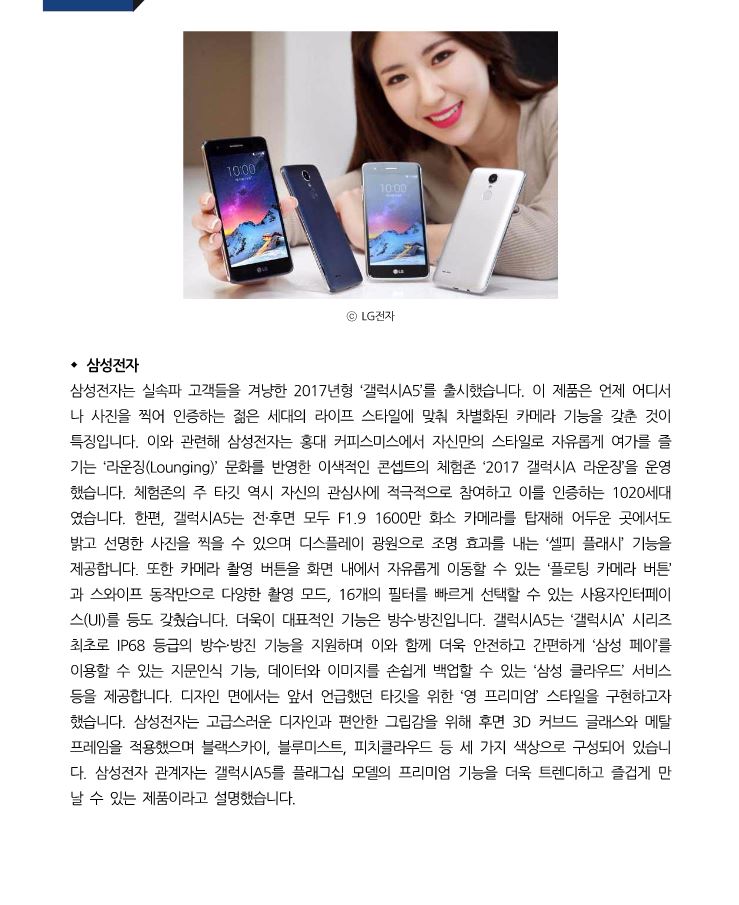 10:00
10:00
LG
LG
ⓒ LG전자
◆ 삼성전자
삼성전자는 실속파 고객들을 겨냥한 2017년형 ‘갤럭시A5’를 출시했습니다. 이 제품은 언제 어디서
나 사진을 찍어 인증하는 젊은 세대의 라이프 스타일에 맞춰 차별화된 카메라 기능을 갖춘 것이
특징입니다. 이와 관련해 삼성전자는 홍대 커피스미스에서 자신만의 스타일로 자유롭게 여가를 즐
기는 ‘라운징(Lounging)’ 문화를 반영한 이색적인 콘셉트의 체험존 ‘2017 갤럭시A 라운징’을 운영
했습니다. 체험존의 주 타깃 역시 자신의 관심사에 적극적으로 참여하고 이를 인증하는 1020세대
였습니다. 한편, 갤럭시A5는 전·후면 모두 F1.9 1600만 화소 카메라를 탑재해 어두운 곳에서도
밝고 선명한 사진을 찍을 수 있으며 디스플레이 광원으로 조명 효과를 내는 ‘셀피 플래시’ 기능을
제공합니다. 또한 카메라 촬영 버튼을 화면 내에서 자유롭게 이동할 수 있는 ‘플로팅 카메라 버튼’
과 스와이프 동작만으로 다양한 촬영 모드, 16개의 필터를 빠르게 선택할 수 있는 사용자인터페이
스(UI)를 등도 갖췄습니다. 더욱이 대표적인 기능은 방수·방진입니다. 갤럭시A5는 ‘갤럭시A’ 시리즈
최초로 IP68 등급의 방수·방진 기능을 지원하며 이와 함께 더욱 안전하고 간편하게 ‘삼성 페이’를
이용할 수 있는 지문인식 기능, 데이터와 이미지를 손쉽게 백업할 수 있는 ‘삼성 클라우드’ 서비스
등을 제공합니다. 디자인 면에서는 앞서 언급했던 타깃을 위한 ‘영 프리미엄’ 스타일을 구현하고자
했습니다. 삼성전자는 고급스러운 디자인과 편안한 그립감을 위해 후면 3D 커브드 글래스와 메탈
프레임을 적용했으며 블랙스카이, 블루미스트, 피치클라우드 등 세 가지 색상으로 구성되어 있습니
다. 삼성전자 관계자는 갤럭시A5를 플래그십 모델의 프리미엄 기능을 더욱 트렌디하고 즐겁게 만
날 수 있는 제품이라고 설명했습니다.